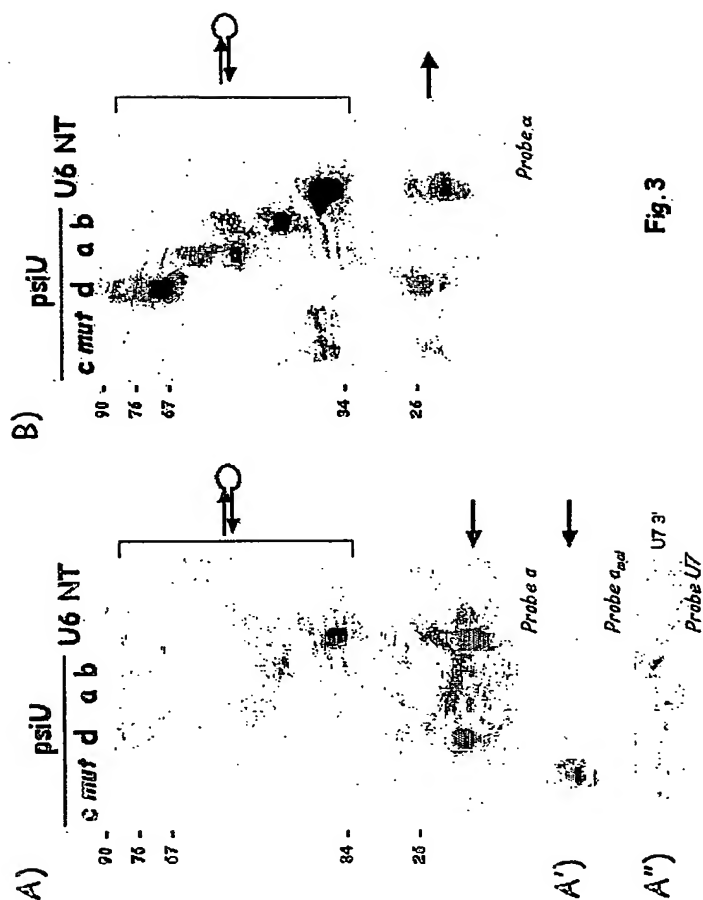 A)
psiU
c mut d a b U6 NT
90 -
76 -
67 -
84 -
26 -
Probe a
A')
Probe
A'')
U7 3'
Probe U7
B)
psiU
c mut d a b U6 NT
90 -
76 -
67 -
34 -
26 -
Probe α
Fig. 3